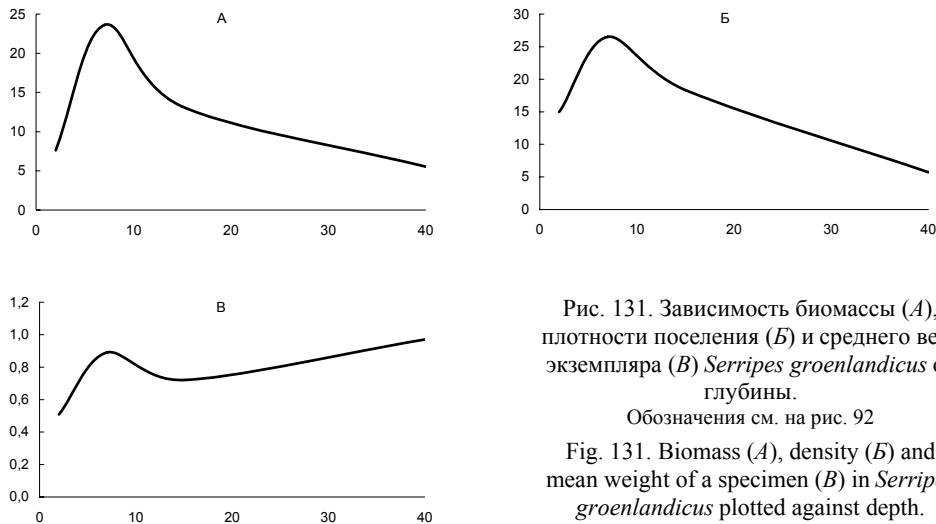 А
25
20
15
10
5
0
0 10 20 30 40
Б
30
25
20
15
10
5
0
0 10 20 30 40
В
1,2
1,0
0,8
0,6
0,4
0,2
0,0
0 10 20 30 40
Рис. 131. Зависимость биомассы (А),
плотности поселения (Б) и среднего
экземпляра (В) Serripes groenlandicus
глубины.
Обозначения см. на рис. 92
Fig. 131. Biomass (А), density (Б) and
mean weight of a specimen (В) in
groenlandicus plotted against depth.